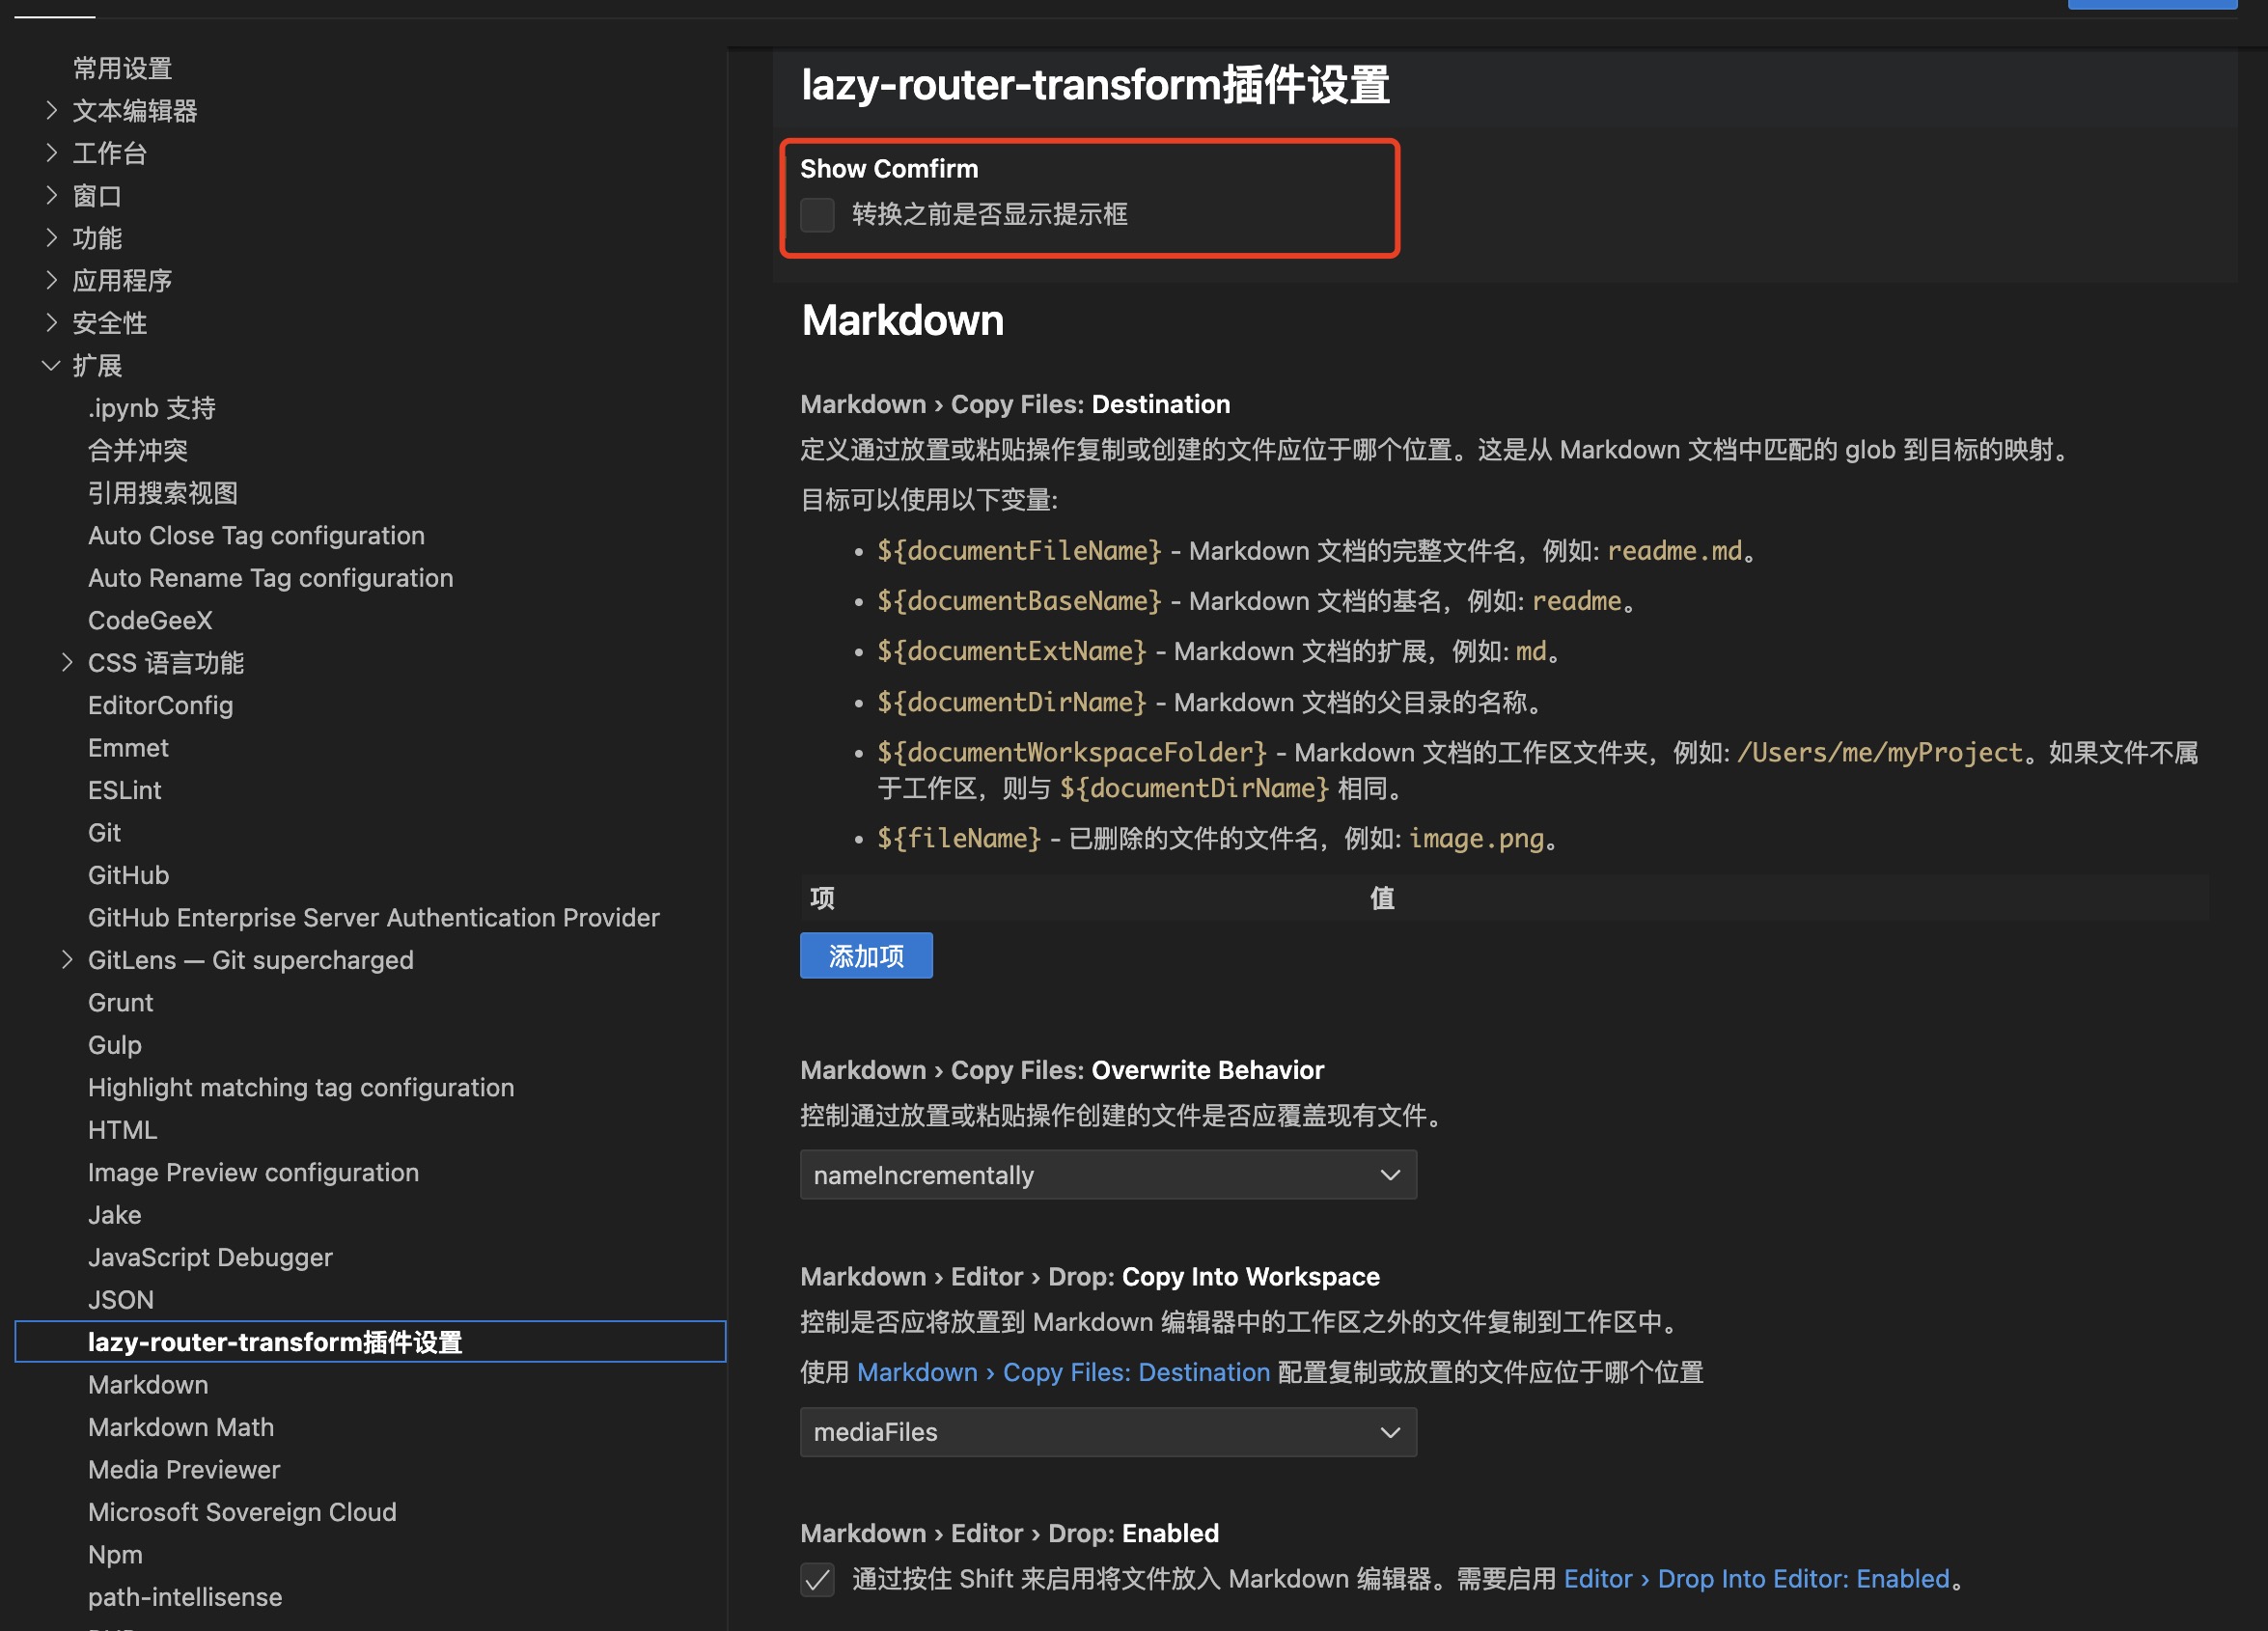 常用设置
文本编辑器
工作台
窗口
功能
应用程序
安全性
扩展
.ipynb 支持
合并冲突
引用搜索视图
Auto Close Tag configuration
Auto Rename Tag configuration
CodeGeeX
CSS 语言功能
EditorConfig
Emmet
ESLint
Git
GitHub
GitHub Enterprise Server Authentication Provider
GitLens — Git supercharged
Grunt
Gulp
Highlight matching tag configuration
HTML
Image Preview configuration
Jake
JavaScript Debugger
JSON
lazy-router-transform插件设置
Markdown
Markdown Math
Media Previewer
Microsoft Sovereign Cloud
Npm
path-intellisense
lazy-router-transform插件设置
Show Comfirm
转换之前是否显示提示框
Markdown
Markdown › Copy Files: Destination
定义通过放置或粘贴操作复制或创建的文件应位于哪个位置。这是从 Markdown 文档中匹配的 glob 到目标的映射。
目标可以使用以下变量:
• ${documentFileName} - Markdown 文档的完整文件名，例如: readme.md。
• ${documentBaseName} - Markdown 文档的基名，例如: readme。
• ${documentExtName} - Markdown 文档的扩展，例如: md。
• ${documentDirName} - Markdown 文档的父目录的名称。
• ${documentWorkspaceFolder} - Markdown 文档的工作区文件夹，例如: /Users/me/myProject。如果文件不属
于工作区，则与 ${documentDirName} 相同。
• ${fileName} - 已删除的文件的文件名，例如: image.png。
项 值
添加项
Markdown › Copy Files: Overwrite Behavior
控制通过放置或粘贴操作创建的文件是否应覆盖现有文件。
nameIncrementally
Markdown › Editor › Drop: Copy Into Workspace
控制是否应将放置到 Markdown 编辑器中的工作区之外的文件复制到工作区中。
使用 Markdown › Copy Files: Destination 配置复制或放置的文件应位于哪个位置
mediaFiles
Markdown › Editor › Drop: Enabled
通过按住 Shift 来启用将文件放入 Markdown 编辑器。需要启用 Editor › Drop Into Editor: Enabled。